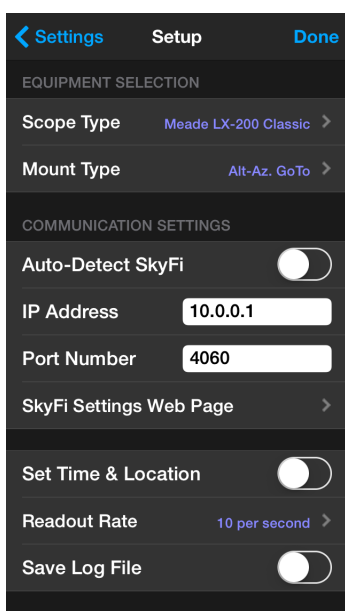 Settings Setup Done
EQUIPMENT SELECTION
Scope Type Meade LX-200 Classic
Mount Type Alt-Az. GoTo
COMMUNICATION SETTINGS
Auto-Detect SkyFi
IP Address 10.0.0.1
Port Number 4060
SkyFi Settings Web Page
Set Time & Location
Readout Rate 10 per second
Save Log File